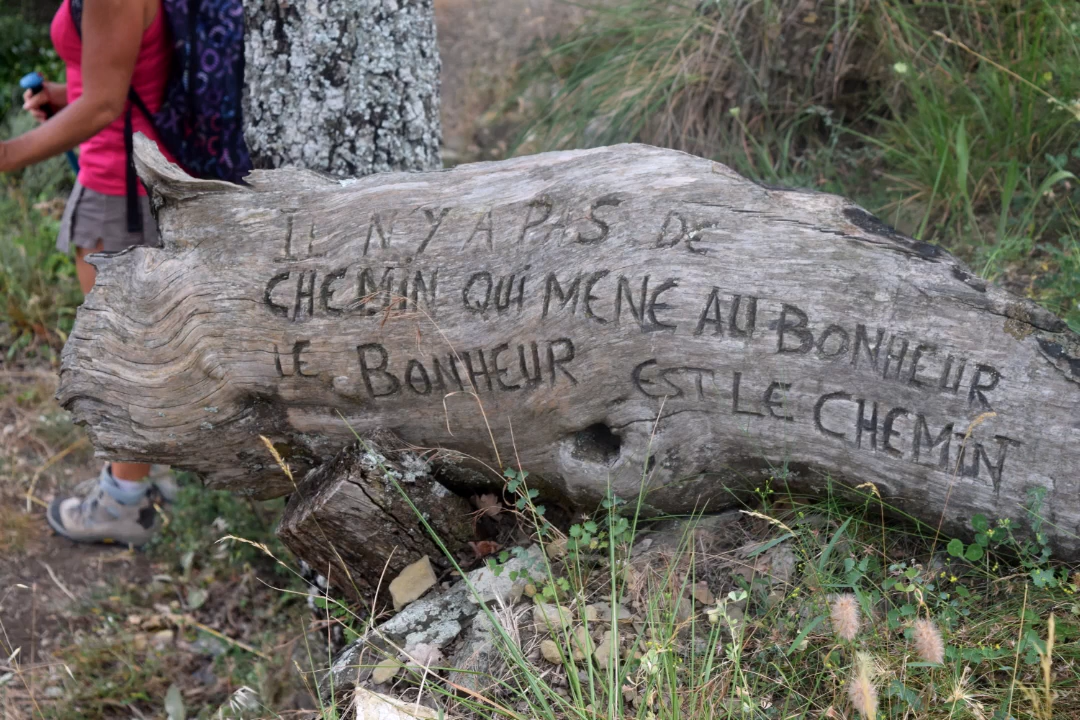 IL N'Y A PAS DE
CHEMIN QUI MENE AU BONHEUR
LE BONHEUR EST LE CHEMIN